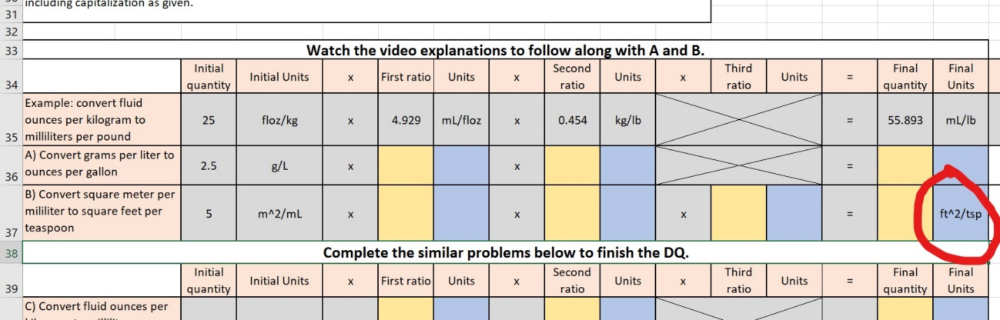 including capitalization as given.
31
32
33 Watch the video explanations to follow along with A and B.
34 Initial quantity Initial Units x First ratio Units x Second ratio Units x Third ratio Units = Final quantity Final Units
Example: convert fluid
ounces per kilogram to 25 floz/kg x 4.929 mL/floz x 0.454 kg/lb = 55.893 mL/lb
35 milliliters per pound
A) Convert grams per liter to 2.5 g/L x x =
36 ounces per gallon
B) Convert square meter per
mililiter to square feet per 5 m^2/mL x x x = ft^2/tsp
37 teaspoon
38 Complete the similar problems below to finish the DQ.
39 Initial quantity Initial Units x First ratio Units x Second ratio Units x Third ratio Units = Final quantity Final Units
C) Convert fluid ounces per